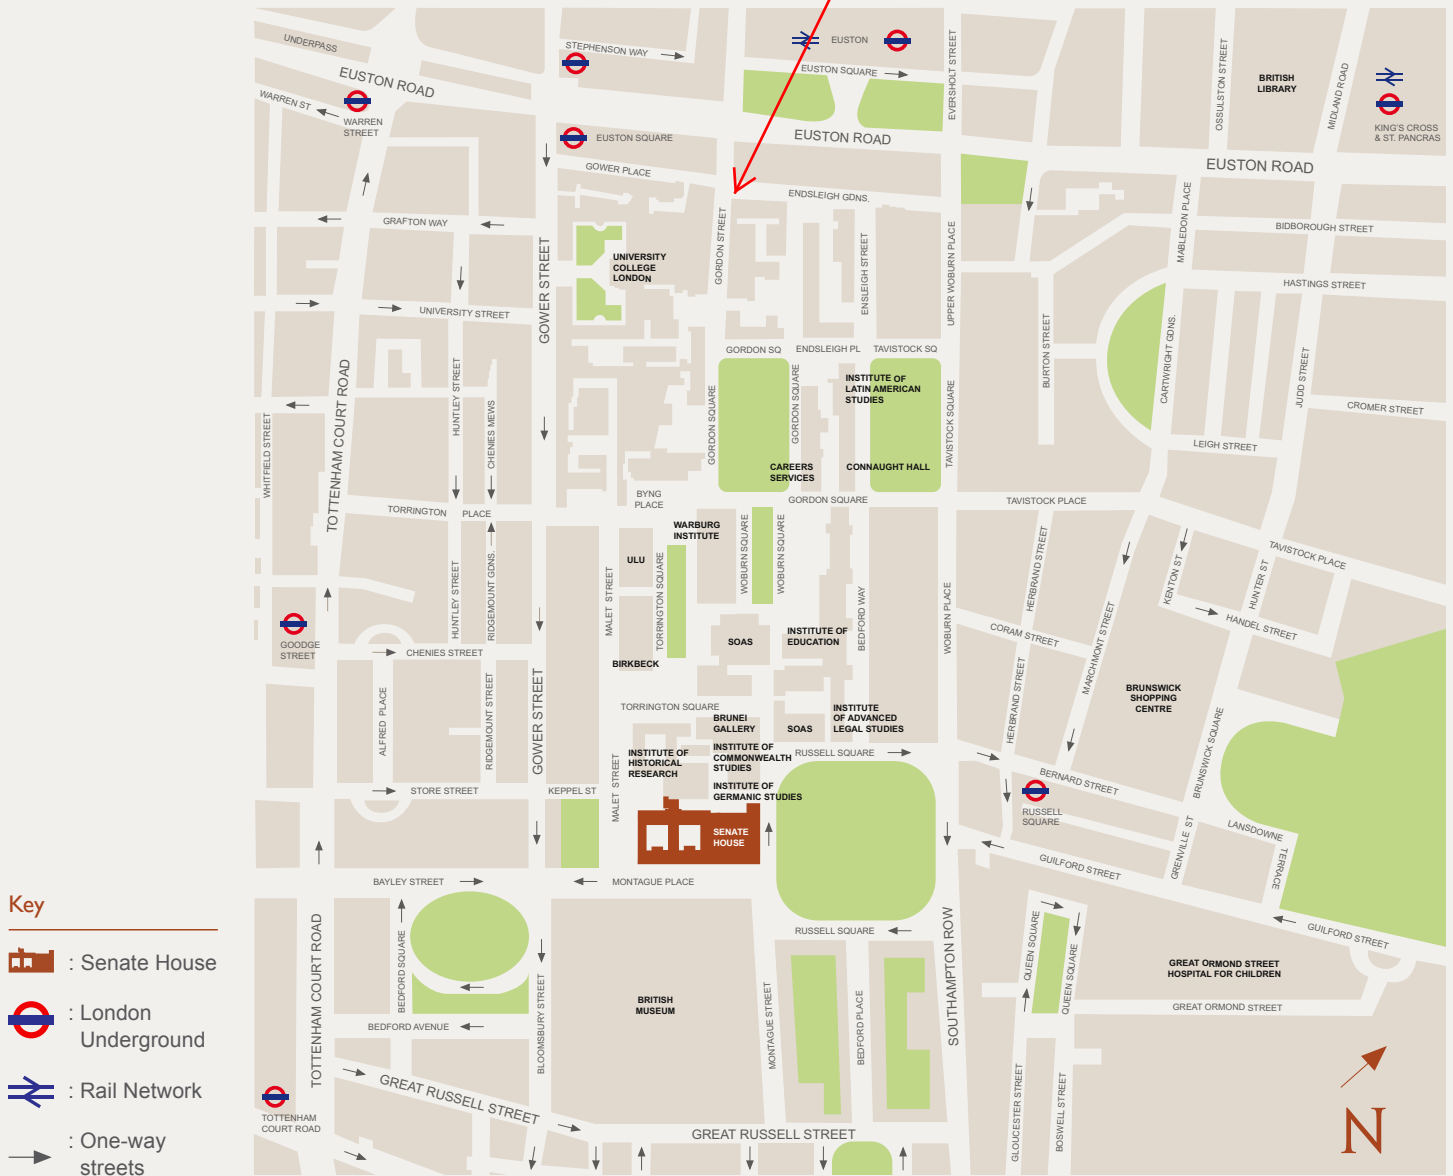 UNDERPASS
STEPHENSON WAY
EUSTON
EVERSHOLT STREET
OSSULSTON STREET
MIDLAND ROAD
EUSTON ROAD
EUSTON SQUARE
BRITISH
LIBRARY
WARREN ST
WARREN
STREET
EUSTON SQUARE
EUSTON ROAD
KING'S CROSS
& ST. PANCRAS
EUSTON ROAD
GOWER PLACE
ENDSLEIGH GDNS.
GRAFTON WAY
GORDON STREET
ENSLEIGH STREET
UPPER WOBURN PLACE
MABLEDON PLACE
BIDBOROUGH STREET
GOWER STREET
UNIVERSITY
COLLEGE
LONDON
HASTINGS STREET
UNIVERSITY STREET
BURTON STREET
CARTWRIGHT GDNS.
JUDD STREET
GORDON SQ
ENDSLEIGH PL
TAVISTOCK SQ
TOTTENHAM COURT ROAD
HUNTLEY STREET
CHENIES MEWS
GORDON SQUARE
GORDON SQUARE
INSTITUTE OF
LATIN AMERICAN
STUDIES
TAVISTOCK SQUARE
CROMER STREET
WHITFIELD STREET
LEIGH STREET
CAREERS
SERVICES
CONNAUGHT HALL
BYNG
PLACE
GORDON SQUARE
TAVISTOCK PLACE
TORRINGTON PLACE
WARBURG
INSTITUTE
WOBURN SQUARE
WOBURN SQUARE
ULU
TAVISTOCK PLACE
HUNTLEY STREET
RIDGEMOUNT GDNS.
MALET STREET
TORRINGTON SQUARE
BEDFORD WAY
WOBURN PLACE
HERBRAND STREET
MARCHMONT STREET
KENTON ST
HUNTER ST
HANDEL STREET
GOODGE
STREET
CHENIES STREET
SOAS
INSTITUTE OF
EDUCATION
CORAM STREET
BIRKBECK
ALFRED PLACE
RIDGEMOUNT STREET
GOWER STREET
HERBRAND STREET
BRUNSWICK
SHOPPING
CENTRE
TORRINGTON SQUARE
BRUNEI
GALLERY
SOAS
INSTITUTE
OF ADVANCED
LEGAL STUDIES
BRUNSWICK SQUARE
INSTITUTE OF
HISTORICAL
RESEARCH
INSTITUTE OF
COMMONWEALTH
STUDIES
RUSSELL SQUARE
BERNARD STREET
STORE STREET
KEPPEL ST
MALET STREET
INSTITUTE OF
GERMANIC STUDIES
RUSSELL
SQUARE
SENATE
HOUSE
GRENVILLE ST
LANSDOWNE
TERRACE
GUILFORD STREET
BAYLEY STREET
MONTAGUE PLACE
RUSSELL SQUARE
SOUTHAMPTON ROW
QUEEN SQUARE
QUEEN SQUARE
GUILFORD STREET
TOTTENHAM COURT ROAD
BEDFORD SQUARE
GREAT ORMOND STREET
HOSPITAL FOR CHILDREN
BRITISH
MUSEUM
GREAT ORMOND STREET
BEDFORD AVENUE
BLOOMSBURY STREET
MONTAGUE STREET
BEDFORD PLACE
GREAT RUSSELL STREET
GLOUCESTER STREET
BOSWELL STREET
TOTTENHAM
COURT ROAD
GREAT RUSSELL STREET
N
Key
: Senate House
: London
Underground
: Rail Network
: One-way
streets